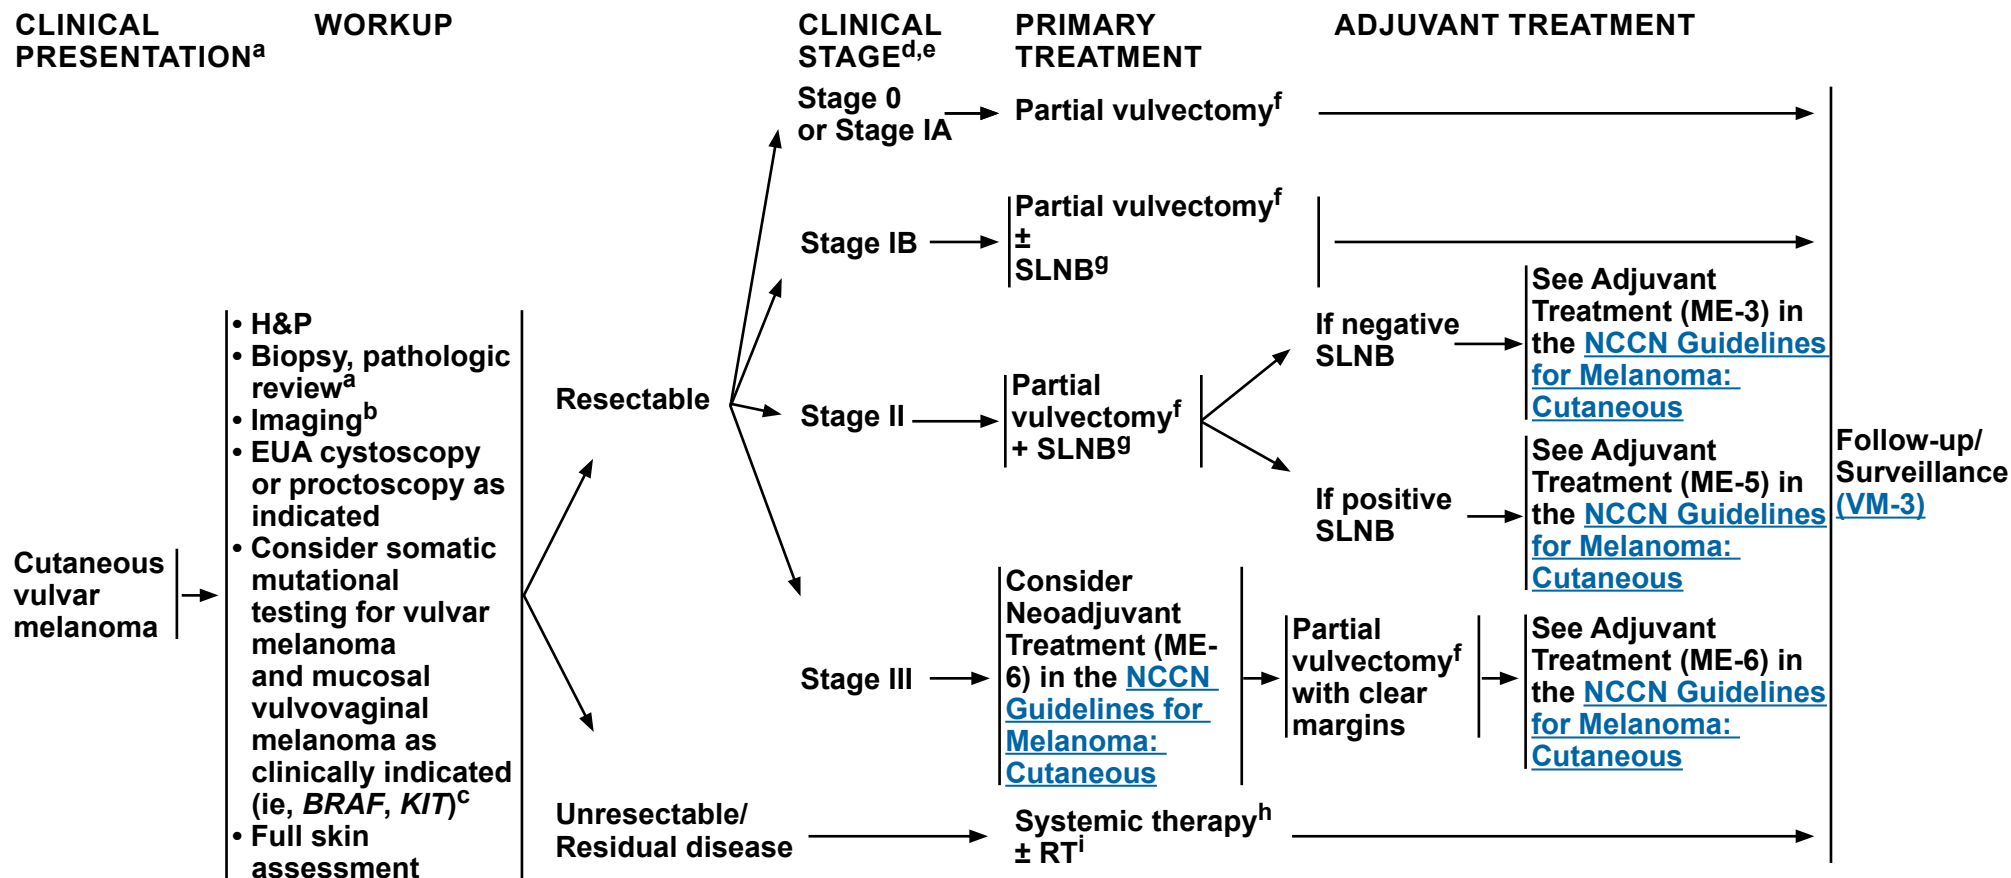 CLINICAL
PRESENTATIONa
WORKUP
CLINICAL
STAGEd,e
PRIMARY
TREATMENT
ADJUVANT TREATMENT
Cutaneous
vulvar
melanoma
• H&P
• Biopsy, pathologic
reviewa
• Imagingb
• EUA cystoscopy
or proctoscopy as
indicated
• Consider somatic
mutational
testing for vulvar
melanoma
and mucosal
vulvovaginal
melanoma as
clinically indicated
(ie, BRAF, KIT)c
• Full skin
assessment
Resectable
Stage 0
or Stage IA
Partial vulvectomyf
Stage IB
Partial vulvectomyf
±
SLNBg
Stage II
Partial
vulvectomyf
+ SLNBg
If negative
SLNB
See Adjuvant
Treatment (ME-3) in
the NCCN Guidelines
for Melanoma:
Cutaneous
If positive
SLNB
See Adjuvant
Treatment (ME-5) in
the NCCN Guidelines
for Melanoma:
Cutaneous
Stage III
Consider
Neoadjuvant
Treatment (ME-
6) in the NCCN
Guidelines for
Melanoma:
Cutaneous
Partial
vulvectomyf
with clear
margins
See Adjuvant
Treatment (ME-6) in
the NCCN Guidelines
for Melanoma:
Cutaneous
Unresectable/
Residual disease
Systemic therapyh
± RTi
Follow-up/
Surveillance
(VM-3)